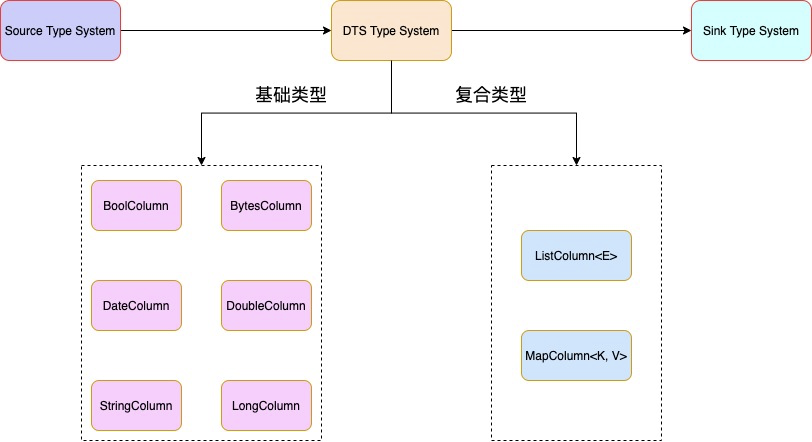 Source Type System
DTS Type System
Sink Type System
基础类型
复合类型
BoolColumn
BytesColumn
DateColumn
DoubleColumn
StringColumn
LongColumn
ListColumn<E>
MapColumn<K, V>